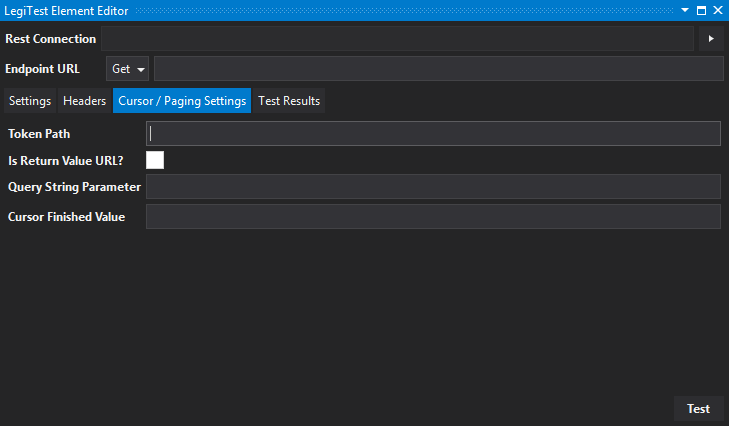 LegiTest Element Editor
Rest Connection
Endpoint URL Get
Settings Headers Cursor / Paging Settings Test Results
Token Path
Is Return Value URL?
Query String Parameter
Cursor Finished Value
Test